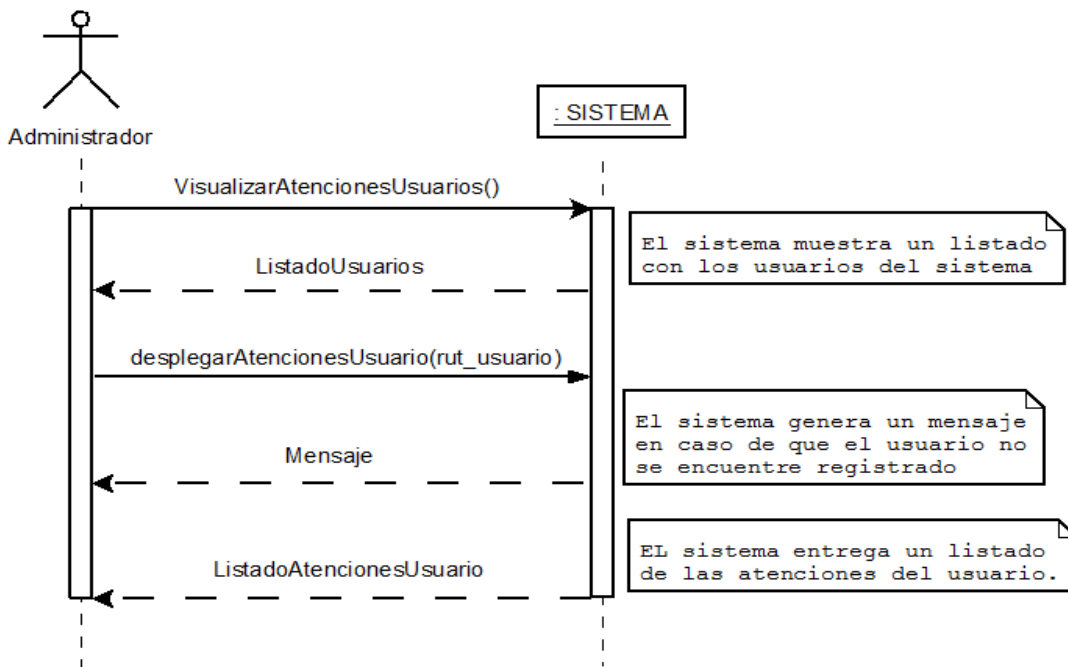 Administrador
: SISTEMA
VisualizarAtencionesUsuarios()
El sistema muestra un listado
con los usuarios del sistema
ListadoUsuarios
desplegarAtencionesUsuario(rut_usuario)
El sistema genera un mensaje
en caso de que el usuario no
se encuentre registrado
Mensaje
EL sistema entrega un listado
de las atenciones del usuario.
ListadoAtencionesUsuario